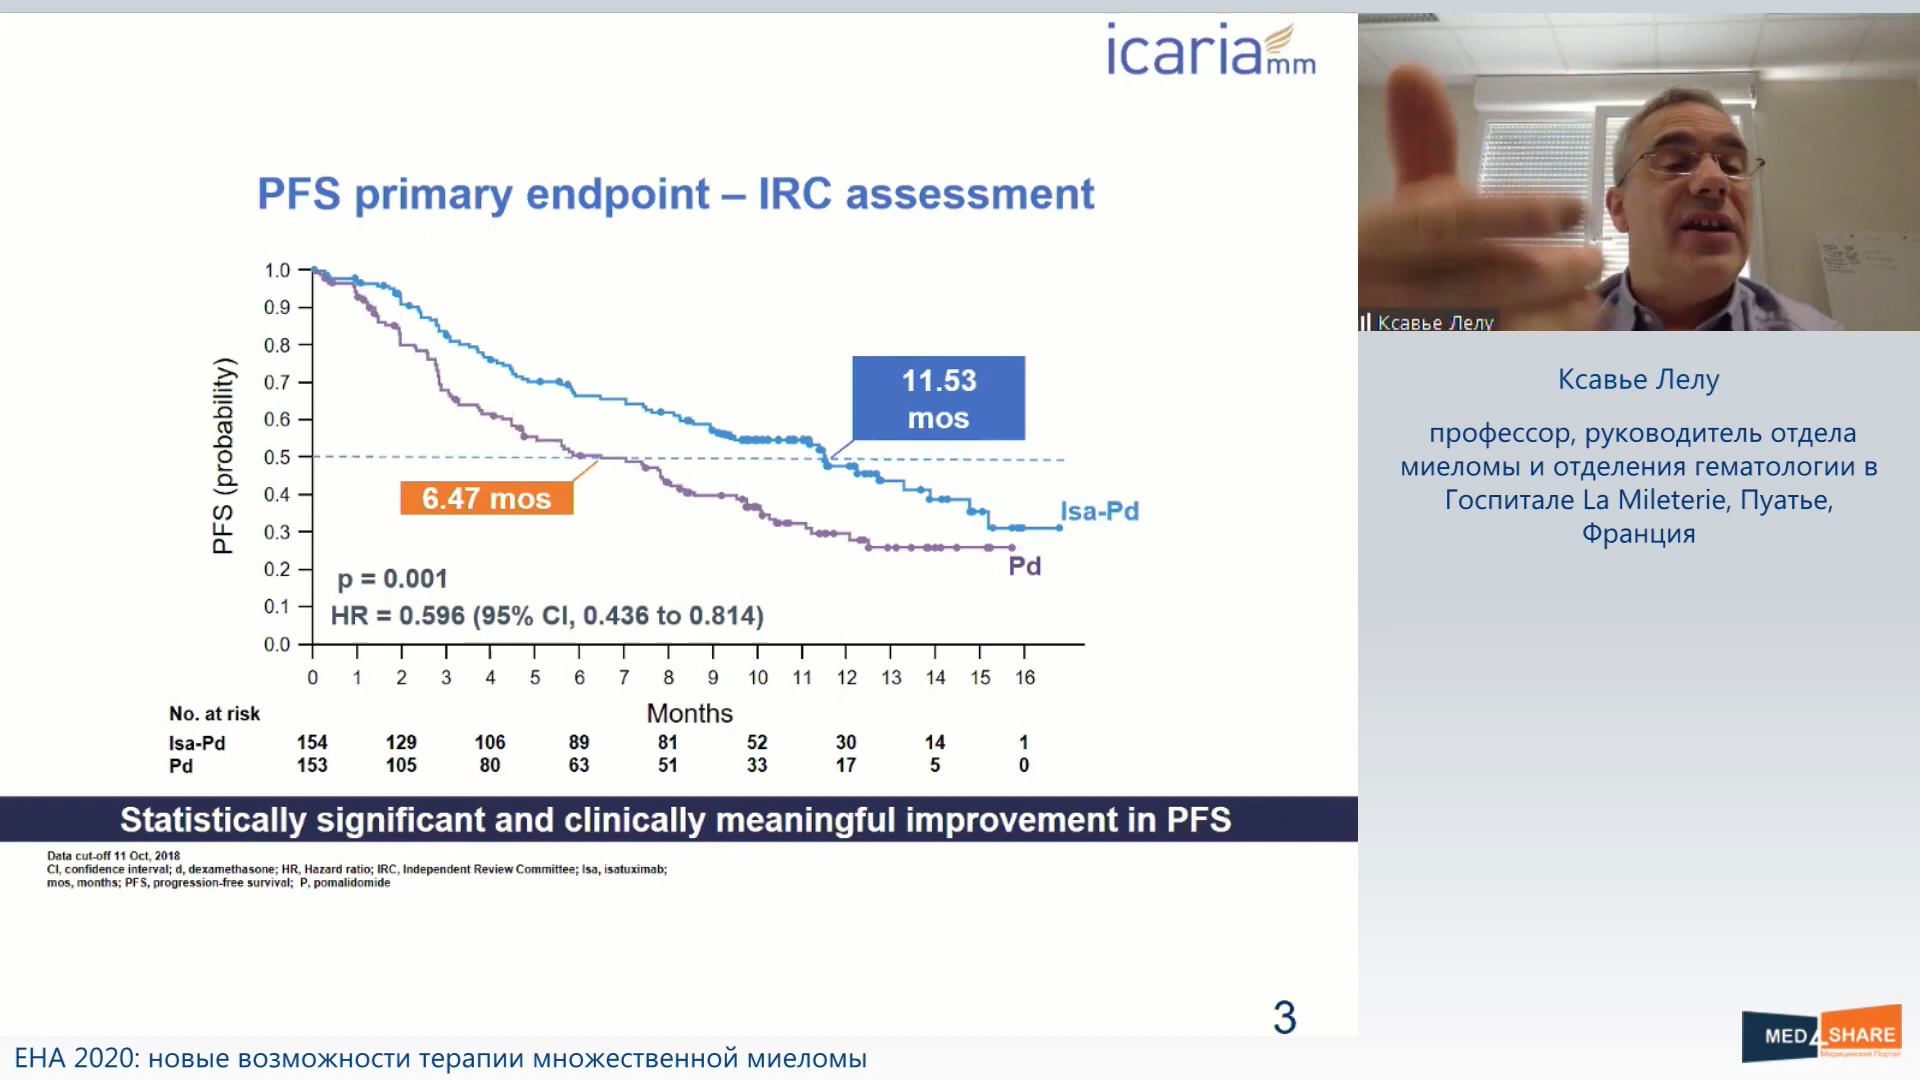 icaria mm
PFS primary endpoint – IRC assessment
PFS (probability)
1.0
0.9
0.8
0.7
0.6
0.5
0.4
0.3
0.2
0.1
0.0
11.53
mos
6.47 mos
Isa-Pd
Pd
p = 0.001
HR = 0.596 (95% CI, 0.436 to 0.814)
0 1 2 3 4 5 6 7 8 9 10 11 12 13 14 15 16
Months
No. at risk
Isa-Pd 154 129 106 89 81 52 30 14 1
Pd 153 105 80 63 51 33 17 5 0
Statistically significant and clinically meaningful improvement in PFS
Data cut-off 11 Oct, 2018
CI, confidence interval; d, dexamethasone; HR, Hazard ratio; IRC, Independent Review Committee; Isa, isatuximab;
mos, months; PFS, progression-free survival; P, pomalidomide
3
Ксавье Лелу
Ксавье Лелу
профессор, руководитель отдела
миеломы и отделения гематологии в
Госпитале La Mileterie, Пуатье,
Франция
MED4SHARE
Медицинский Портал
EHA 2020: новые возможности терапии множественной миеломы